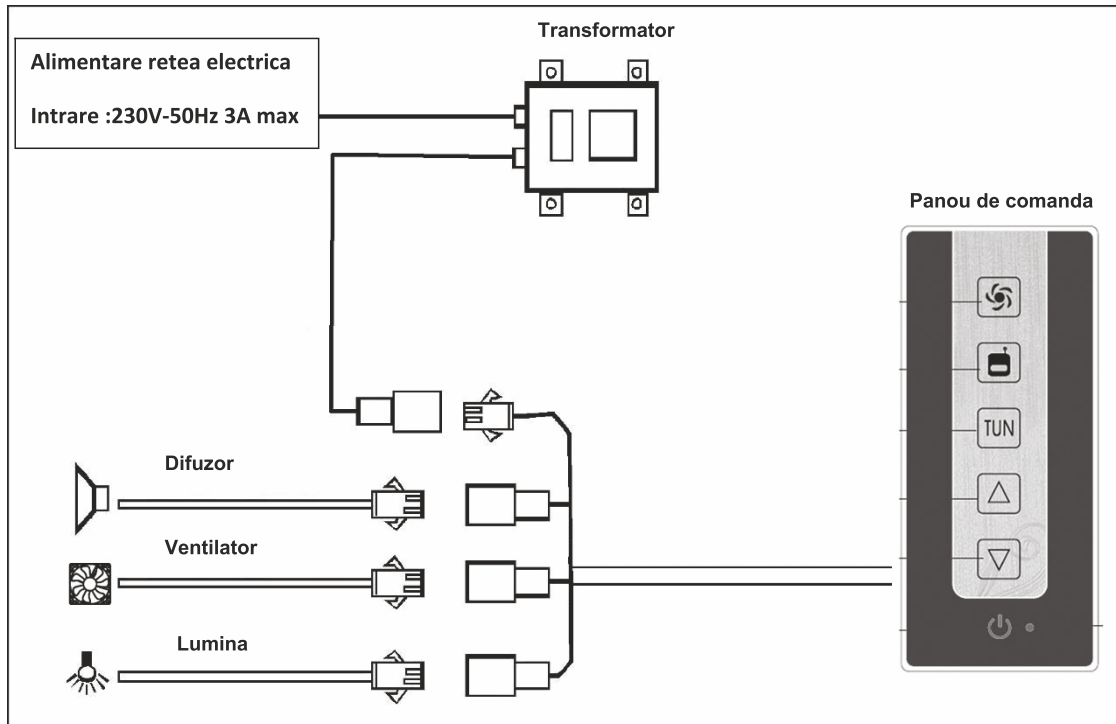 Transformator
Alimentare retea electrica
Intrare :230V-50Hz 3A max
Panou de comanda
TUN
Difuzor
Ventilator
Lumina